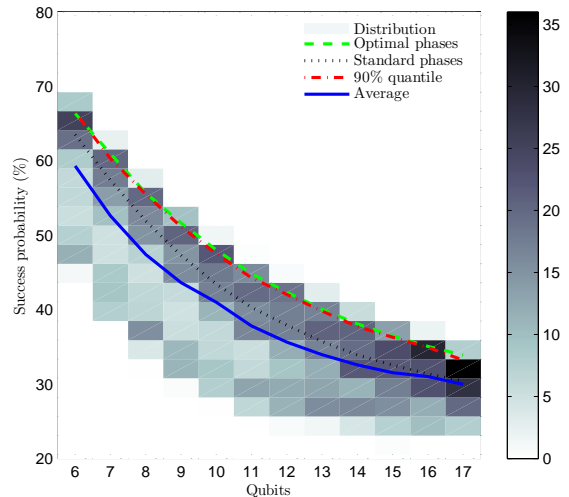 Distribution
Optimal phases
Standard phases
90% quantile
Average
Success probability (%)
80
70
60
50
40
30
20
6 7 8 9 10 11 12 13 14 15 16 17
Qubits
35
30
25
20
15
10
5
0